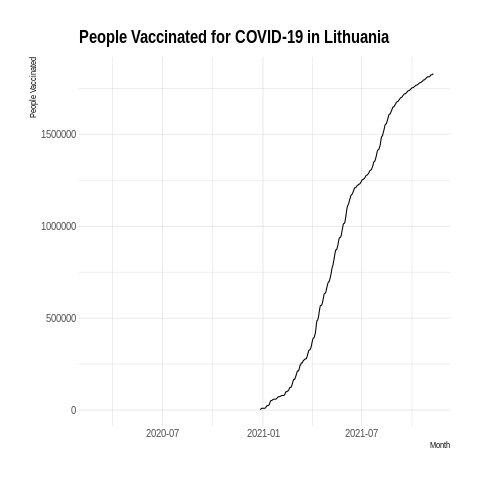 People Vaccinated for COVID-19 in Lithuania
People Vaccinated
1500000
1000000
500000
0
2020-07
2021-01
2021-07
Month